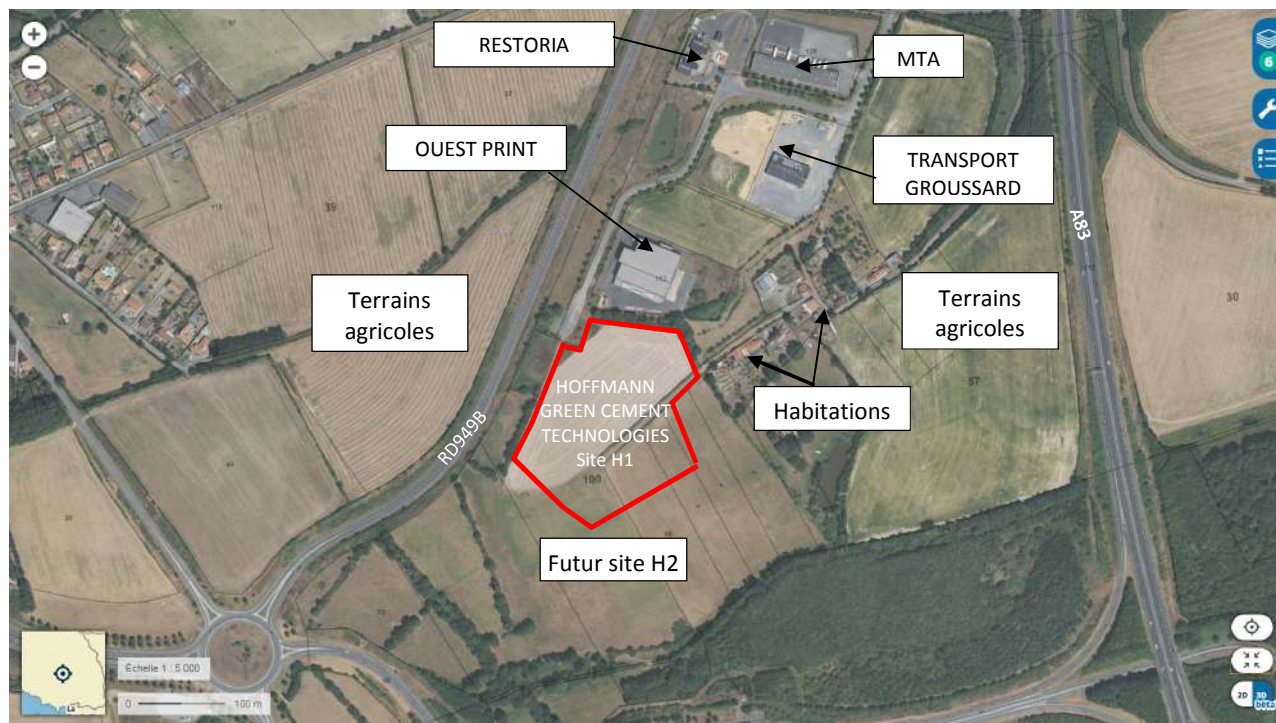 RESTORIA
MTA
6
OUEST PRINT
TRANSPORT
GROUSSARD
A83
39
30
Terrains
agricoles
Terrains
agricoles
57
HOFFMANN
GREEN CEMENT
TECHNOLOGIES
Site H1
RD949B
100
Habitations
Futur site H2
Échelle 1 : 5 000
0
100 m
2D
3D
bêta